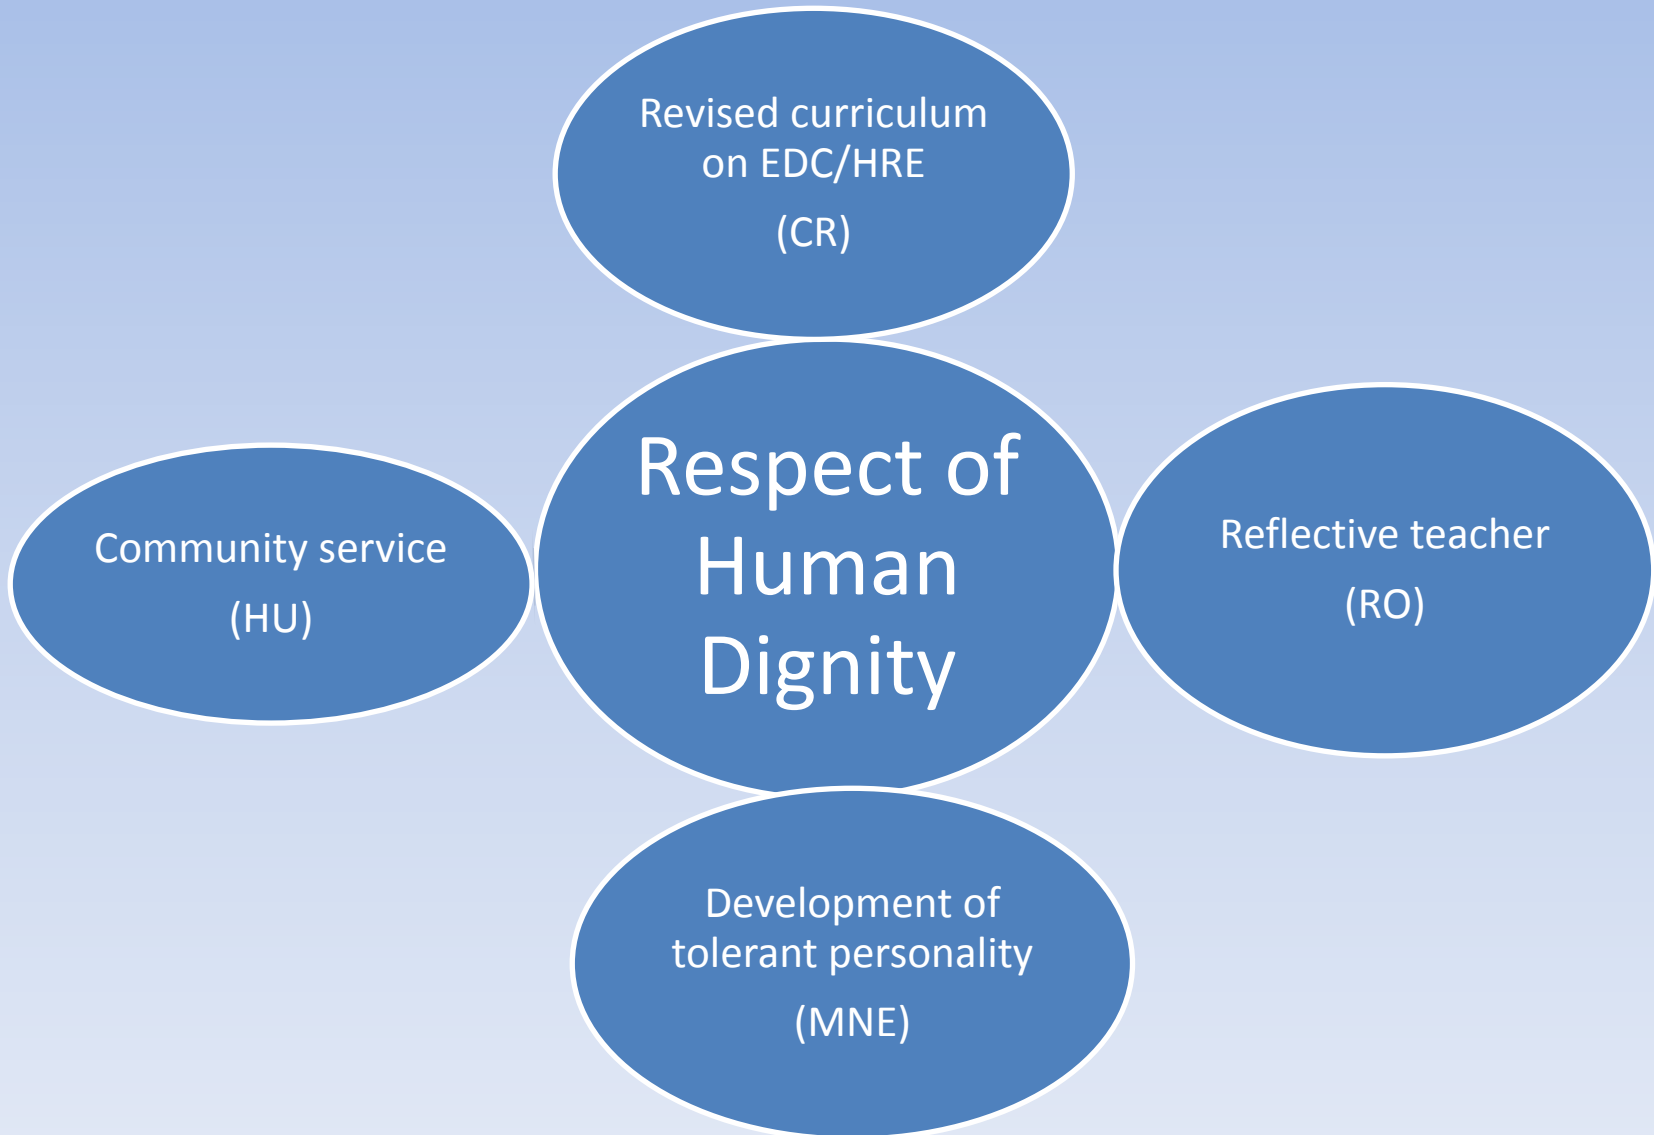 Revised curriculum
on EDC/HRE
(CR)
Respect of
Human
Dignity
Community service
(HU)
Reflective teacher
(RO)
Development of
tolerant personality
(MNE)